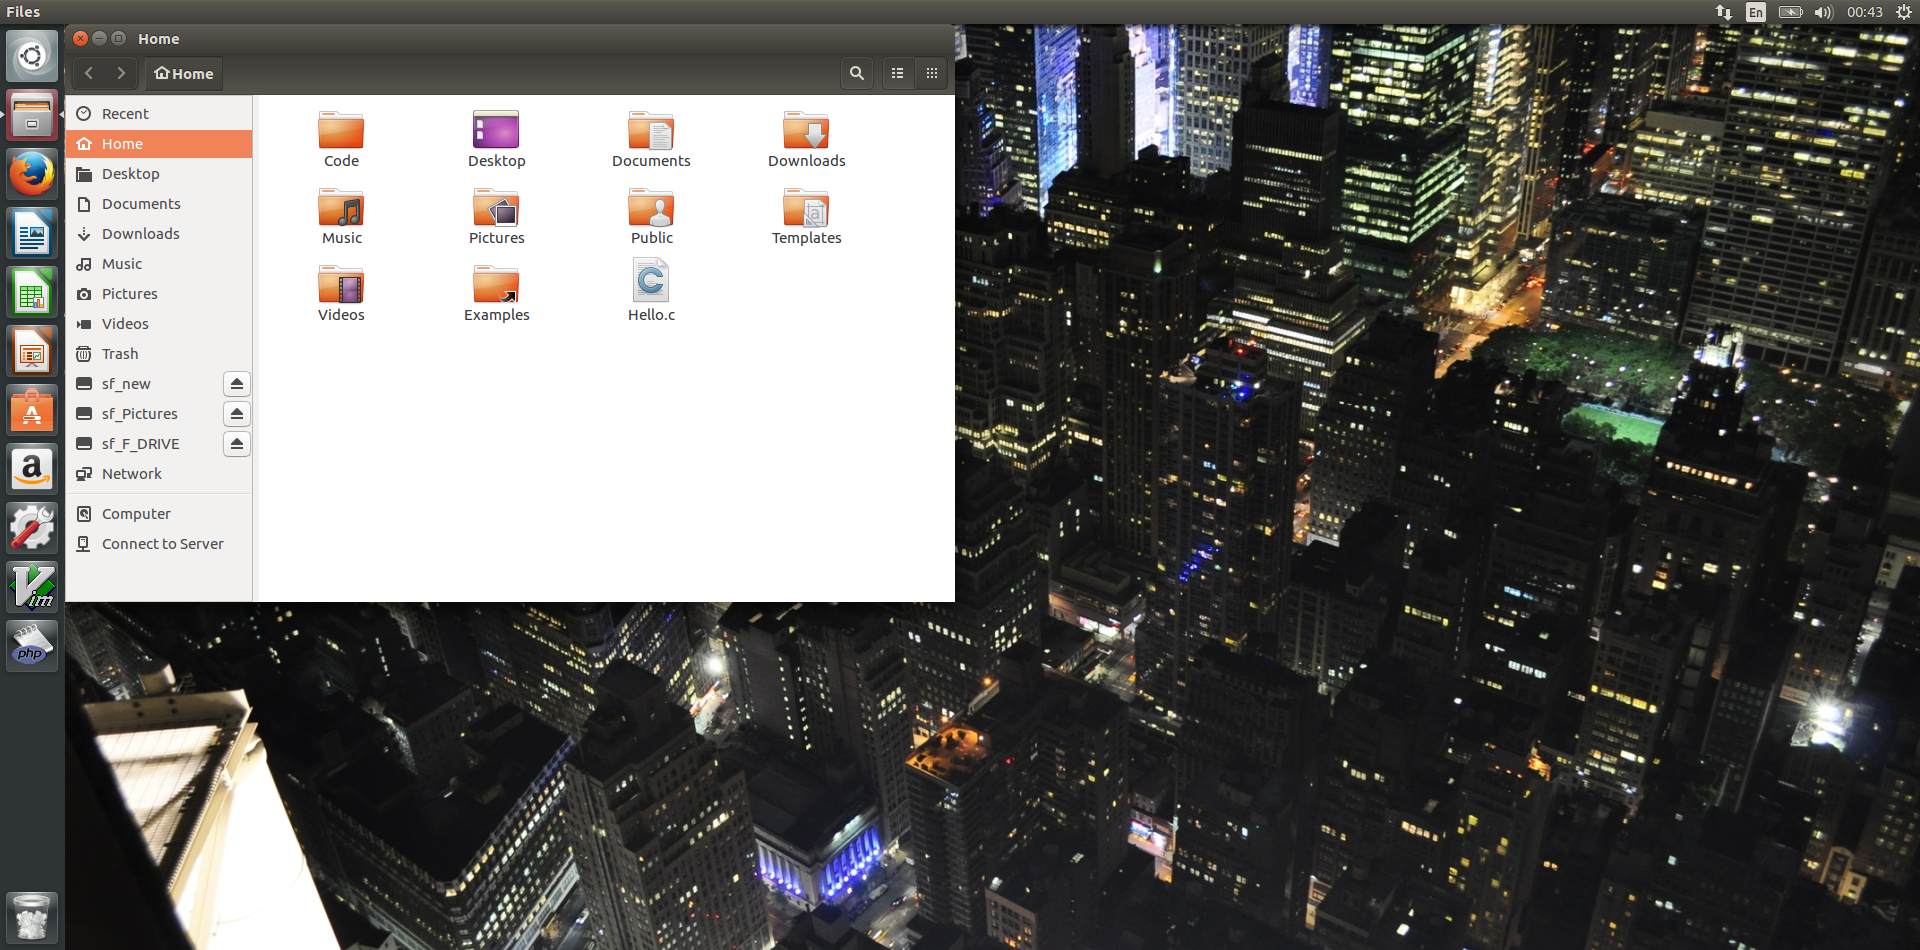 Files
En
00:43
Home
Home
Recent
Home
Desktop
Documents
Downloads
Music
Pictures
Videos
Trash
sf_new
sf_Pictures
sf_F_DRIVE
Network
Computer
Connect to Server
Code
Desktop
Documents
Downloads
Music
Pictures
Public
a
Templates
Videos
Examples
C
Hello.c
A
a
Vim
php